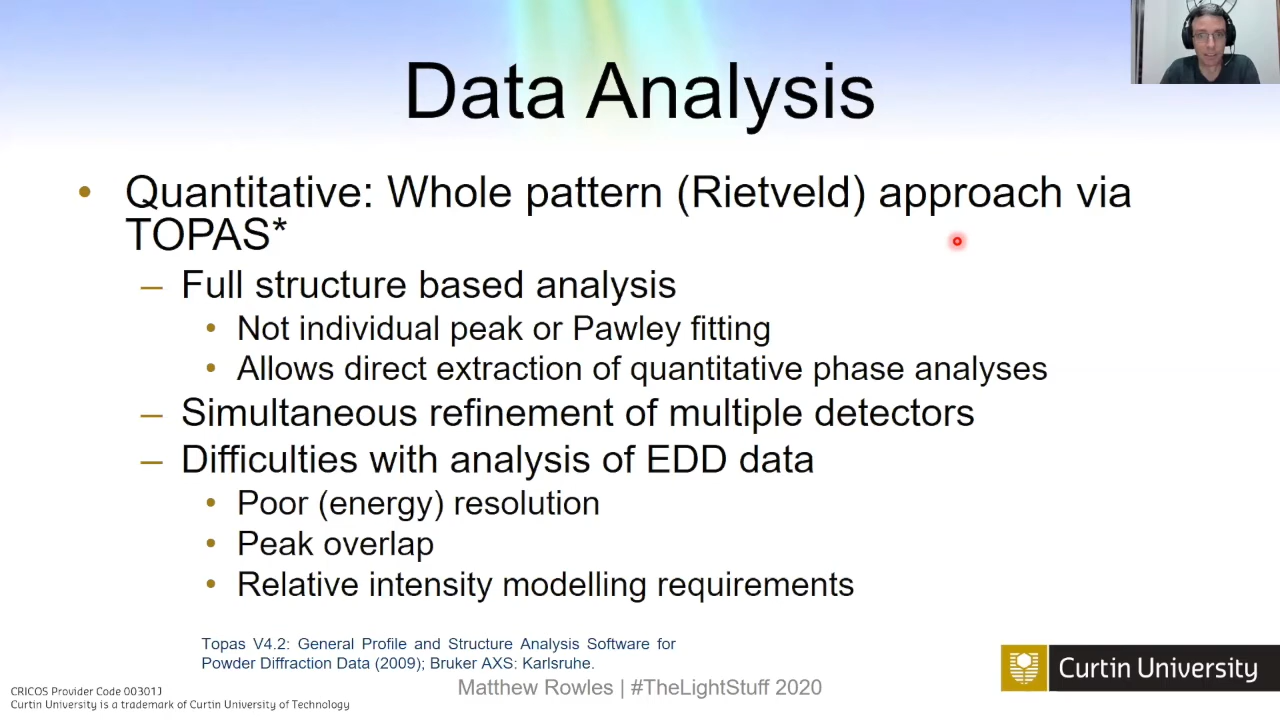 Data Analysis
• Quantitative: Whole pattern (Rietveld) approach via
TOPAS*
– Full structure based analysis
• Not individual peak or Pawley fitting
• Allows direct extraction of quantitative phase analyses
– Simultaneous refinement of multiple detectors
– Difficulties with analysis of EDD data
• Poor (energy) resolution
• Peak overlap
• Relative intensity modelling requirements
Topas V4.2: General Profile and Structure Analysis Software for
Powder Diffraction Data (2009); Bruker AXS: Karlsruhe.
Curtin University
Matthew Rowles | #TheLightStuff 2020
CRICOS Provider Code 00301J
Curtin University is a trademark of Curtin University of Technology